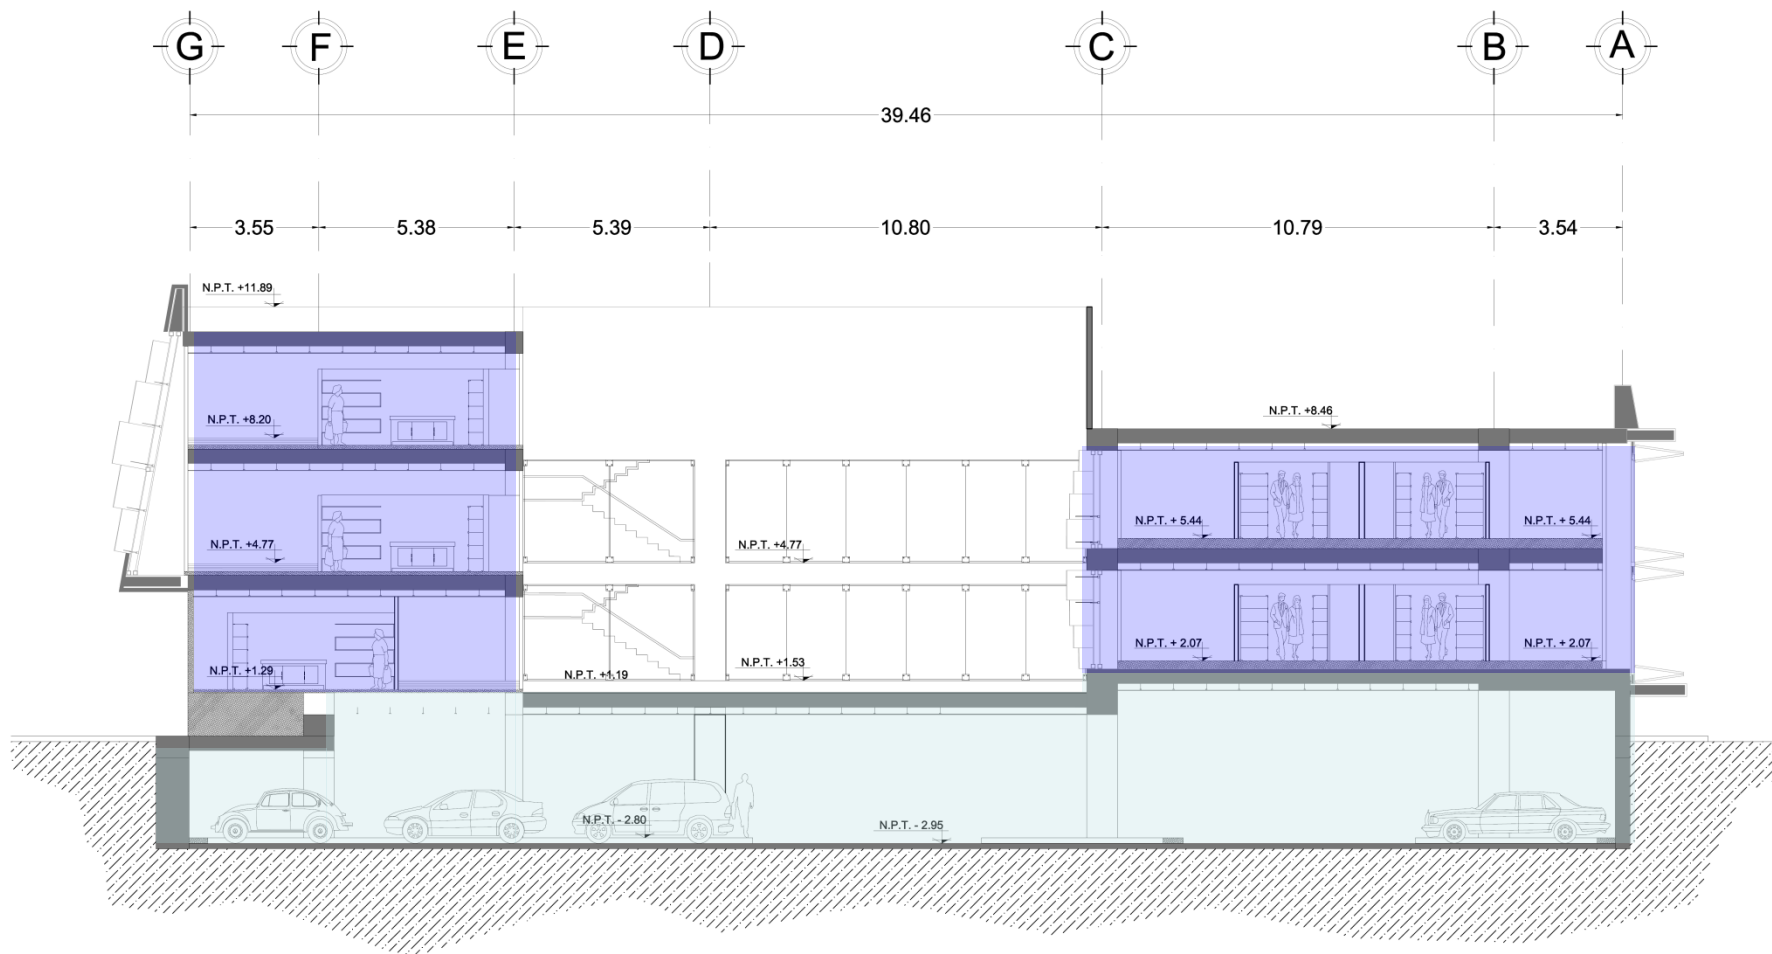 G F E D C B A
39.46
3.55 5.38 5.39 10.80 10.79 3.54
N.P.T. +11.89
N.P.T. +8.20
N.P.T. +8.46
N.P.T. +4.77
N.P.T. +4.77
N.P.T. + 5.44
N.P.T. + 5.44
N.P.T. +1.29
N.P.T. +1.19
N.P.T. +1.53
N.P.T. + 2.07
N.P.T. + 2.07
N.P.T. - 2.80
N.P.T. - 2.95